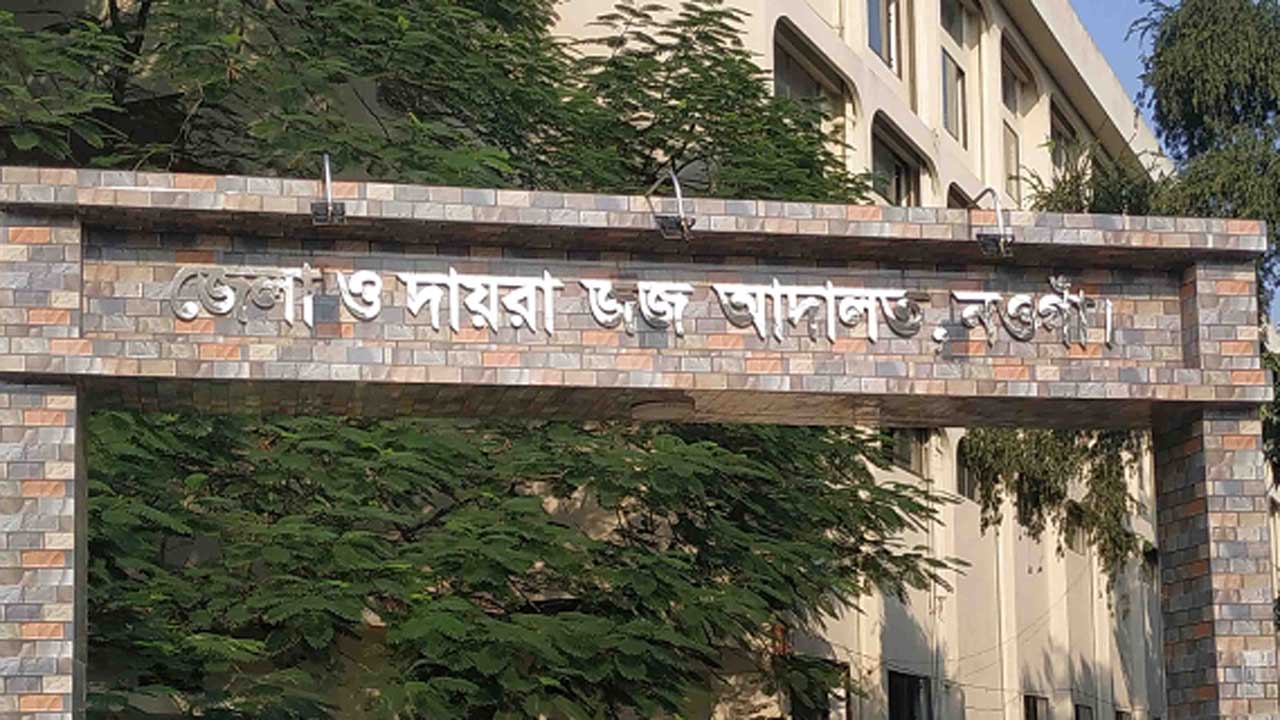 জেলা ও দায়রা জজ আদালত, নওগাঁ।